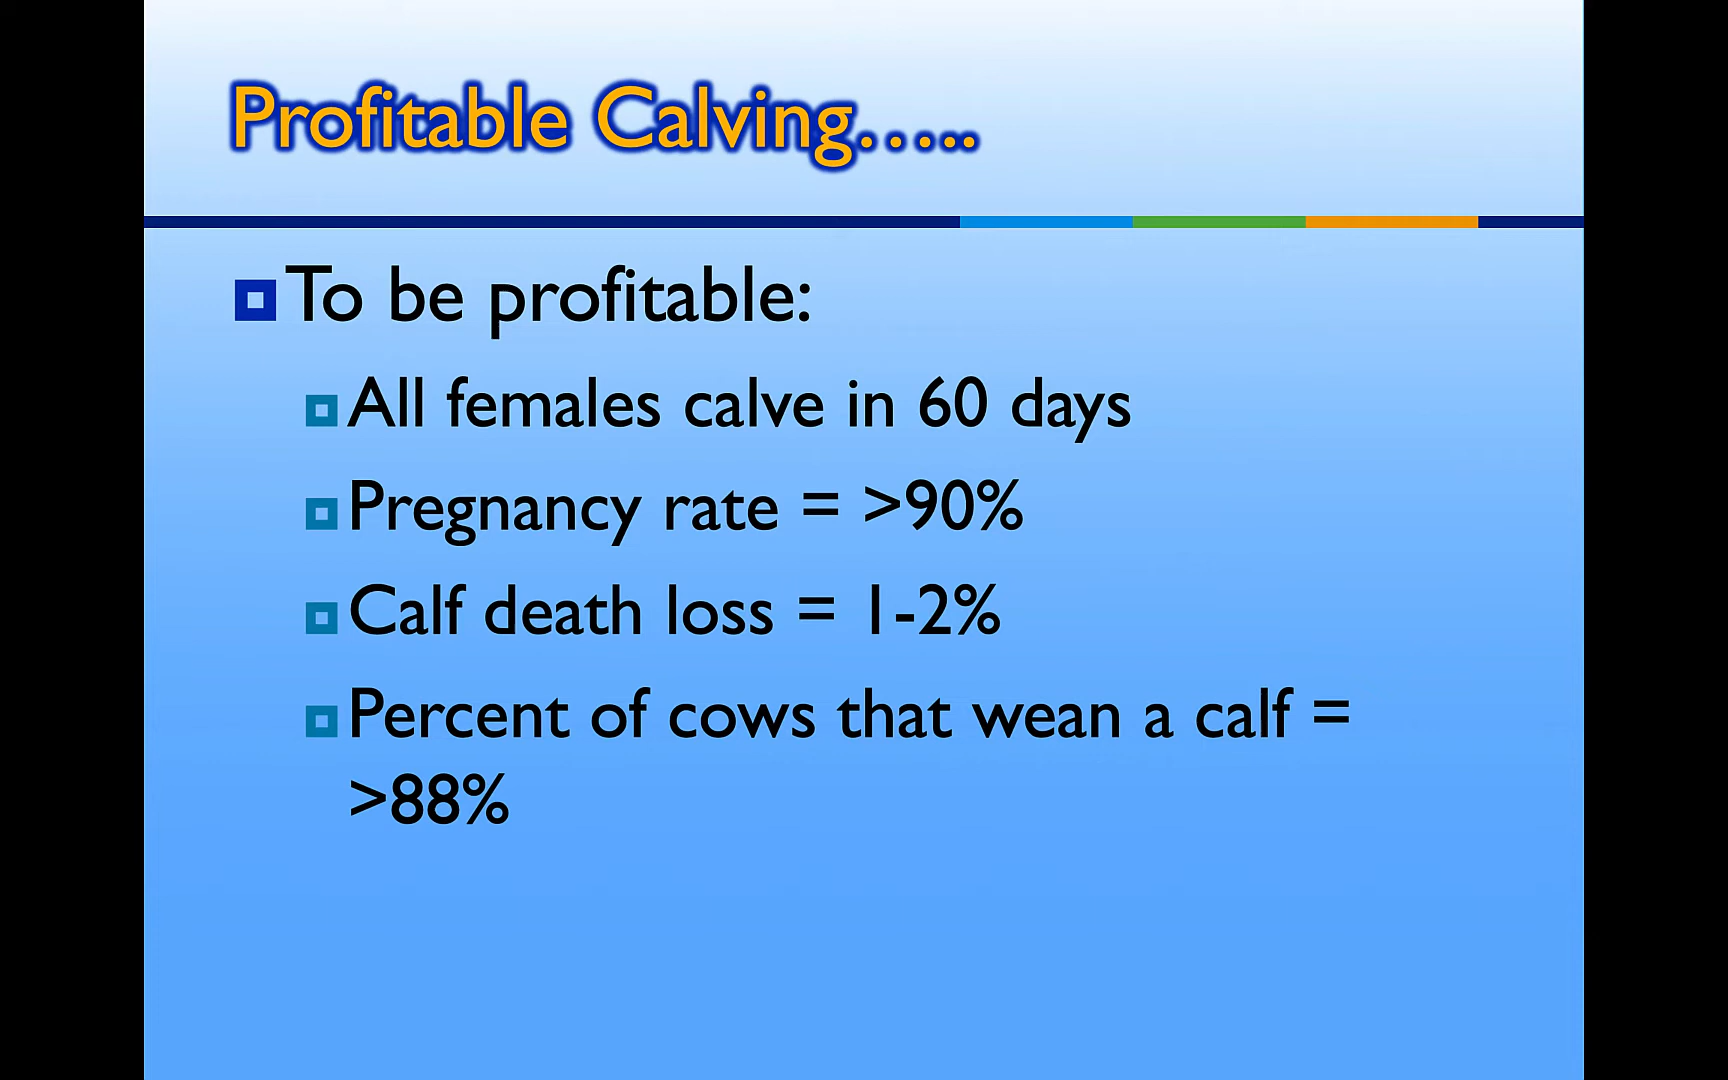 Profitable Calving…..
To be profitable:
All females calve in 60 days
Pregnancy rate = >90%
Calf death loss = 1-2%
Percent of cows that wean a calf =
>88%